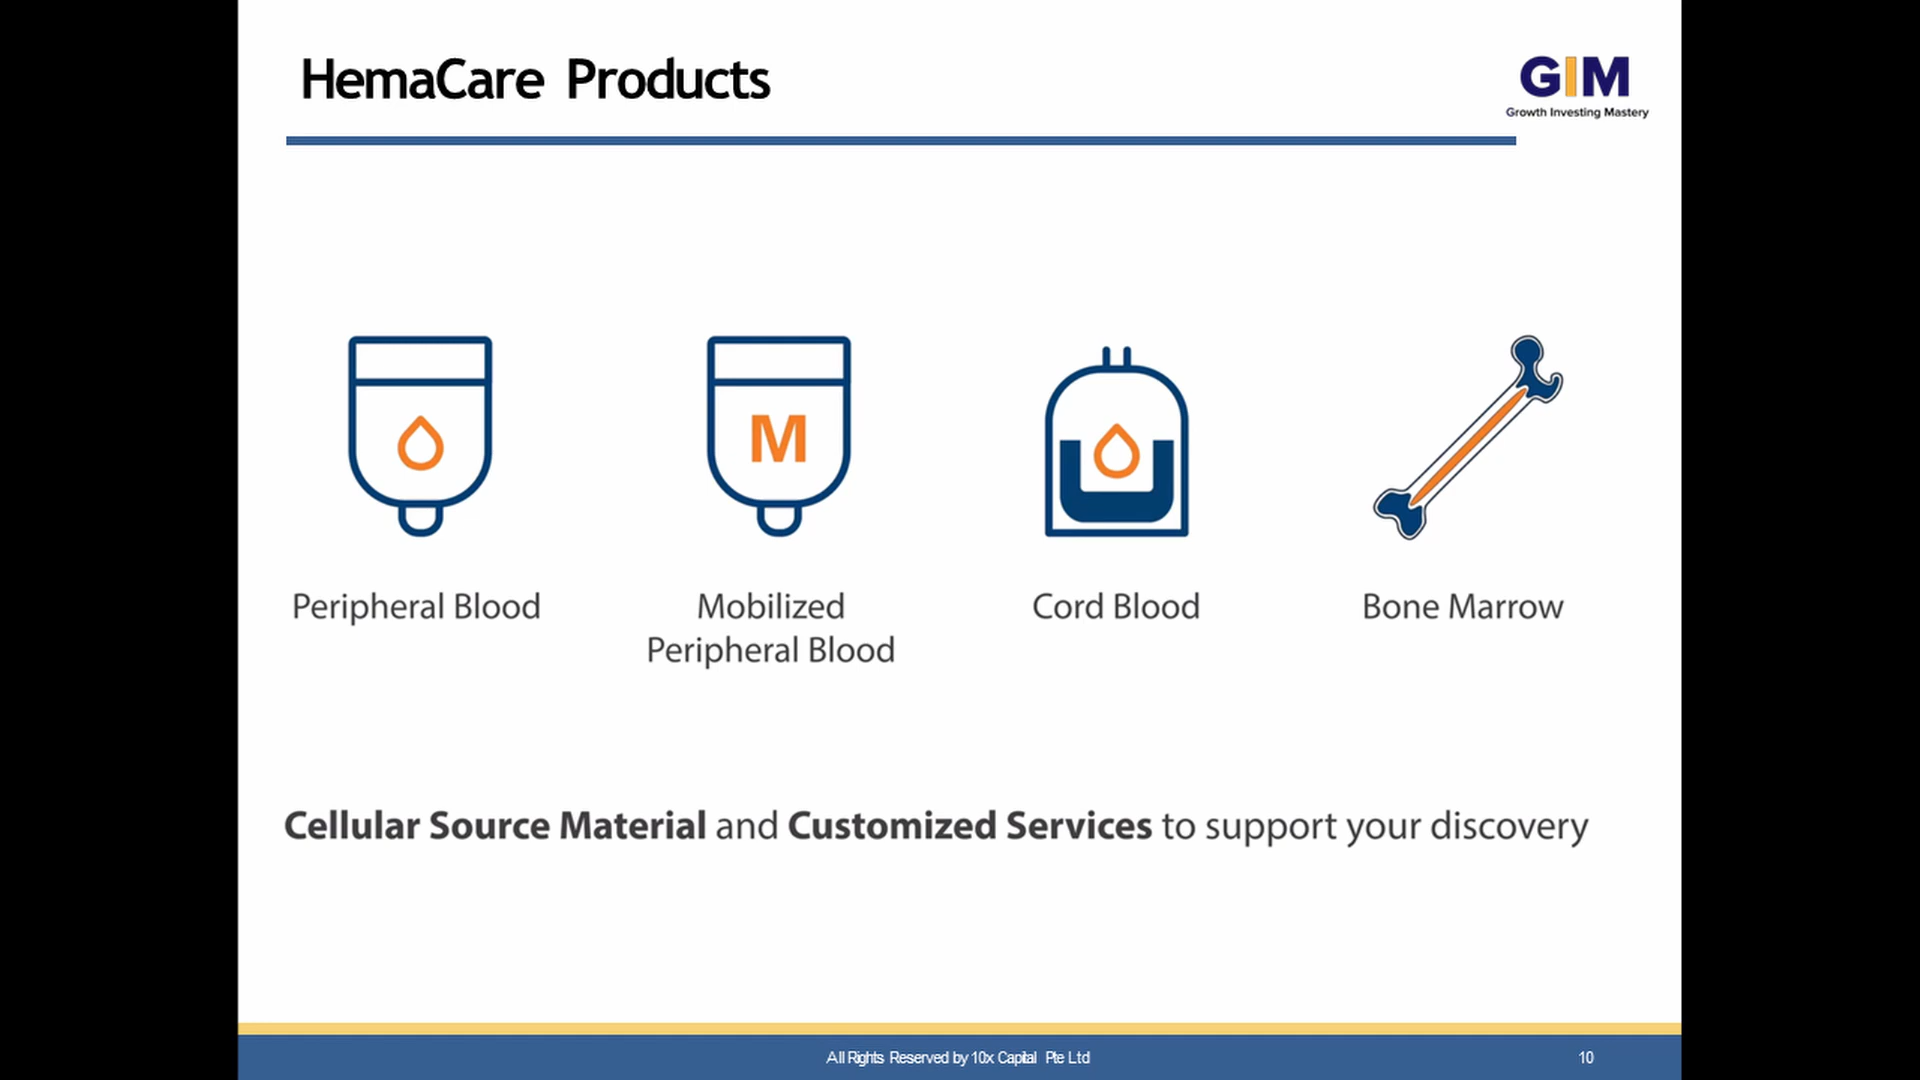 HemaCare Products
GIM
Growth Investing Mastery
M
Peripheral Blood
Mobilized
Peripheral Blood
Cord Blood
Bone Marrow
Cellular Source Material and Customized Services to support your discovery
All Rights Reserved by 10x Capital Pte Ltd
10